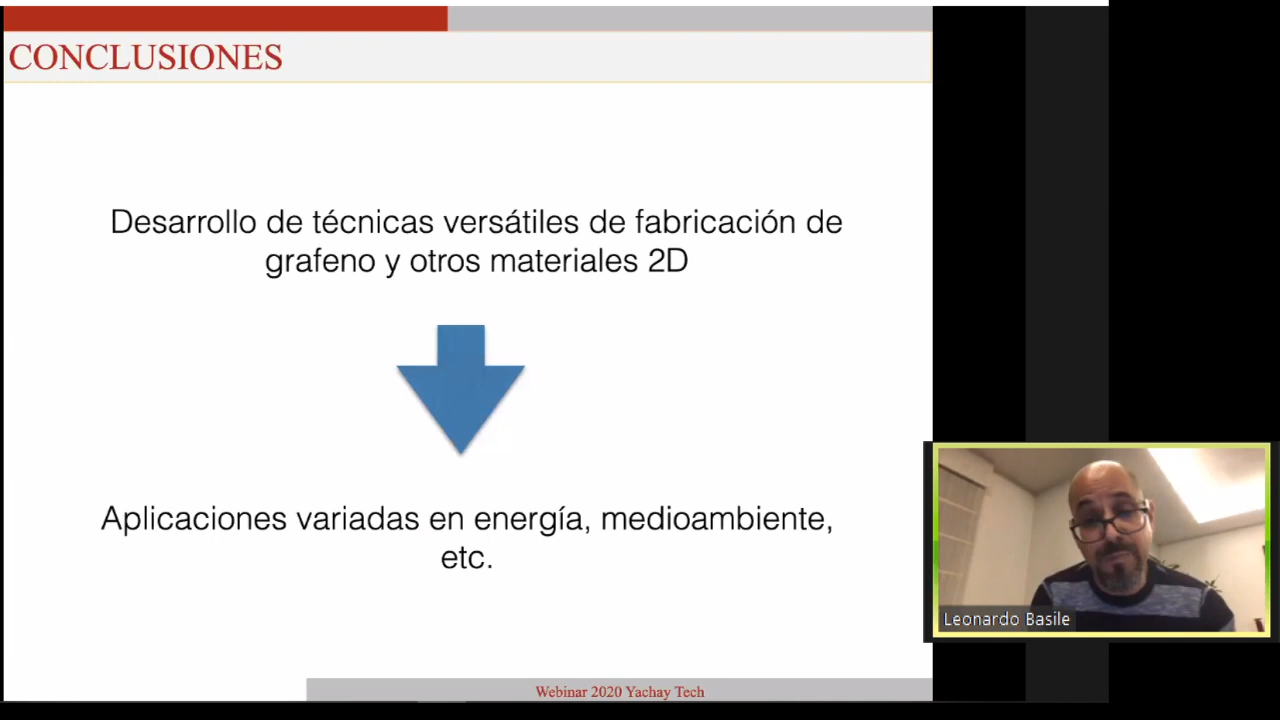 CONCLUSIONES
Desarrollo de técnicas versátiles de fabricación de
grafeno y otros materiales 2D
Aplicaciones variadas en energía, medioambiente,
etc.
Leonardo Basile
Webinar 2020 Yachay Tech